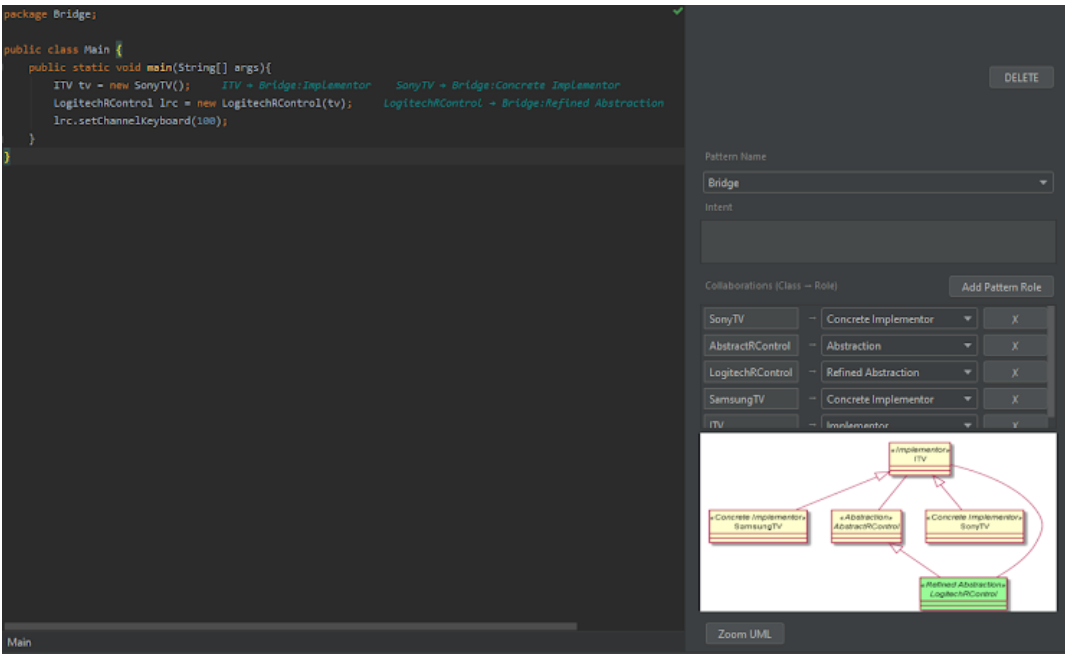 package Bridge;
public class Main {
public static void main(String[] args){
ITV tv = new SonyTV(); ITV → Bridge:Implementor SonyTV → Bridge:Concrete Implementor
LogitechRControl lrc = new LogitechRControl(tv); LogitechRControl → Bridge:Refined Abstraction
lrc.setChannelKeyboard(100);
}
}
Main
DELETE
Pattern Name
Bridge
Intent
Collaborations (Class → Role)
Add Pattern Role
SonyTV → Concrete Implementor X
AbstractRControl → Abstraction X
LogitechRControl → Refined Abstraction X
SamsungTV → Concrete Implementor X
ITV → Implementor X
«Implementor»
ITV
«Concrete Implementor»
SamsungTV
«Abstraction»
AbstractRControl
«Concrete Implementor»
SonyTV
«Refined Abstraction»
LogitechRControl
Zoom UML